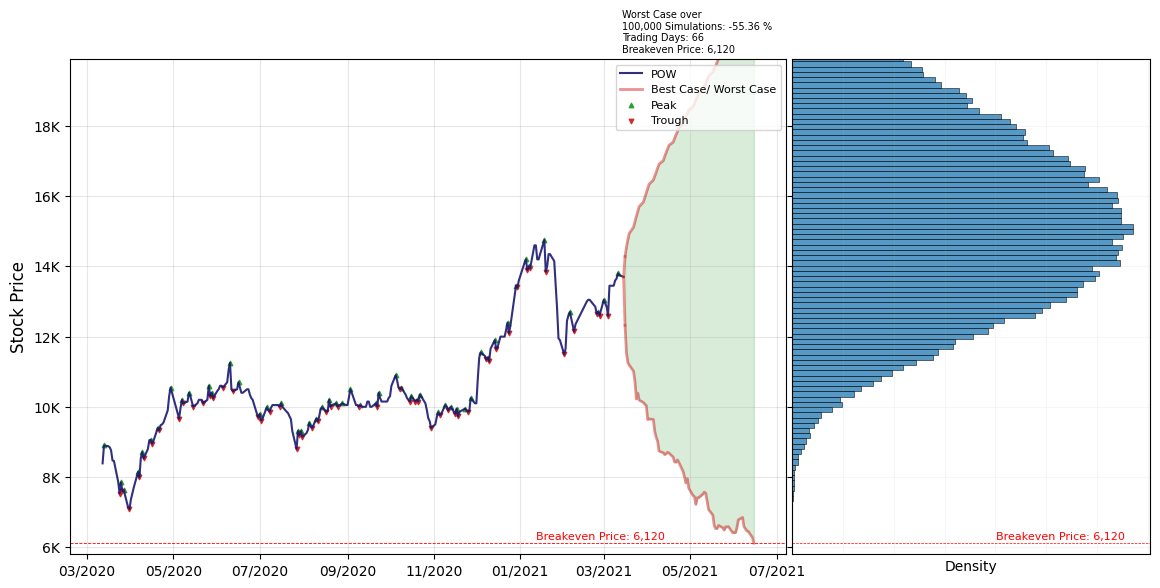 Worst Case over
100,000 Simulations: -55.36 %
Trading Days: 66
Breakeven Price: 6,120
POW
Best Case/ Worst Case
Peak
Trough
18K
16K
14K
12K
10K
8K
6K
Stock Price
Breakeven Price: 6,120
Breakeven Price: 6,120
03/2020
05/2020
07/2020
09/2020
11/2020
01/2021
03/2021
05/2021
07/2021
Density